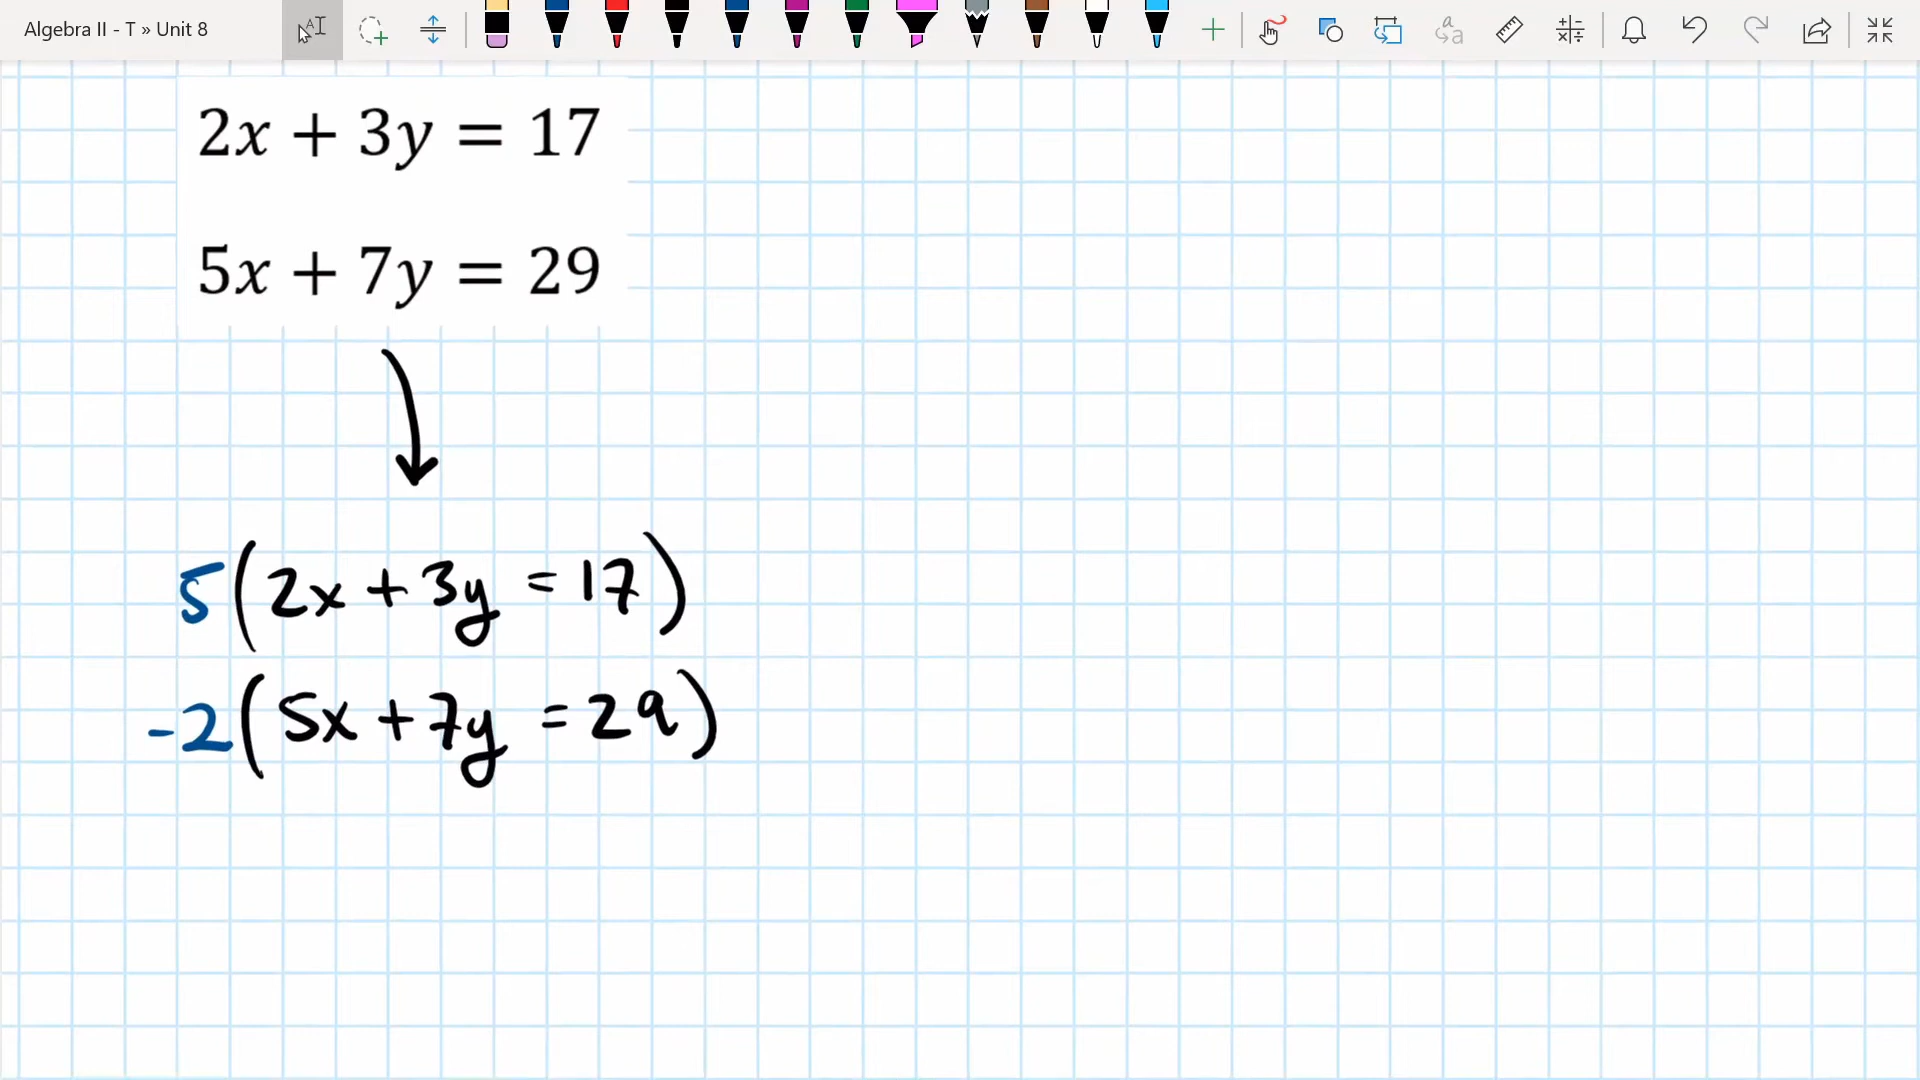 Algebra II - T » Unit 8
2x + 3y = 17
5x + 7y = 29
5(2x + 3y = 17)
-2(5x + 7y = 29)